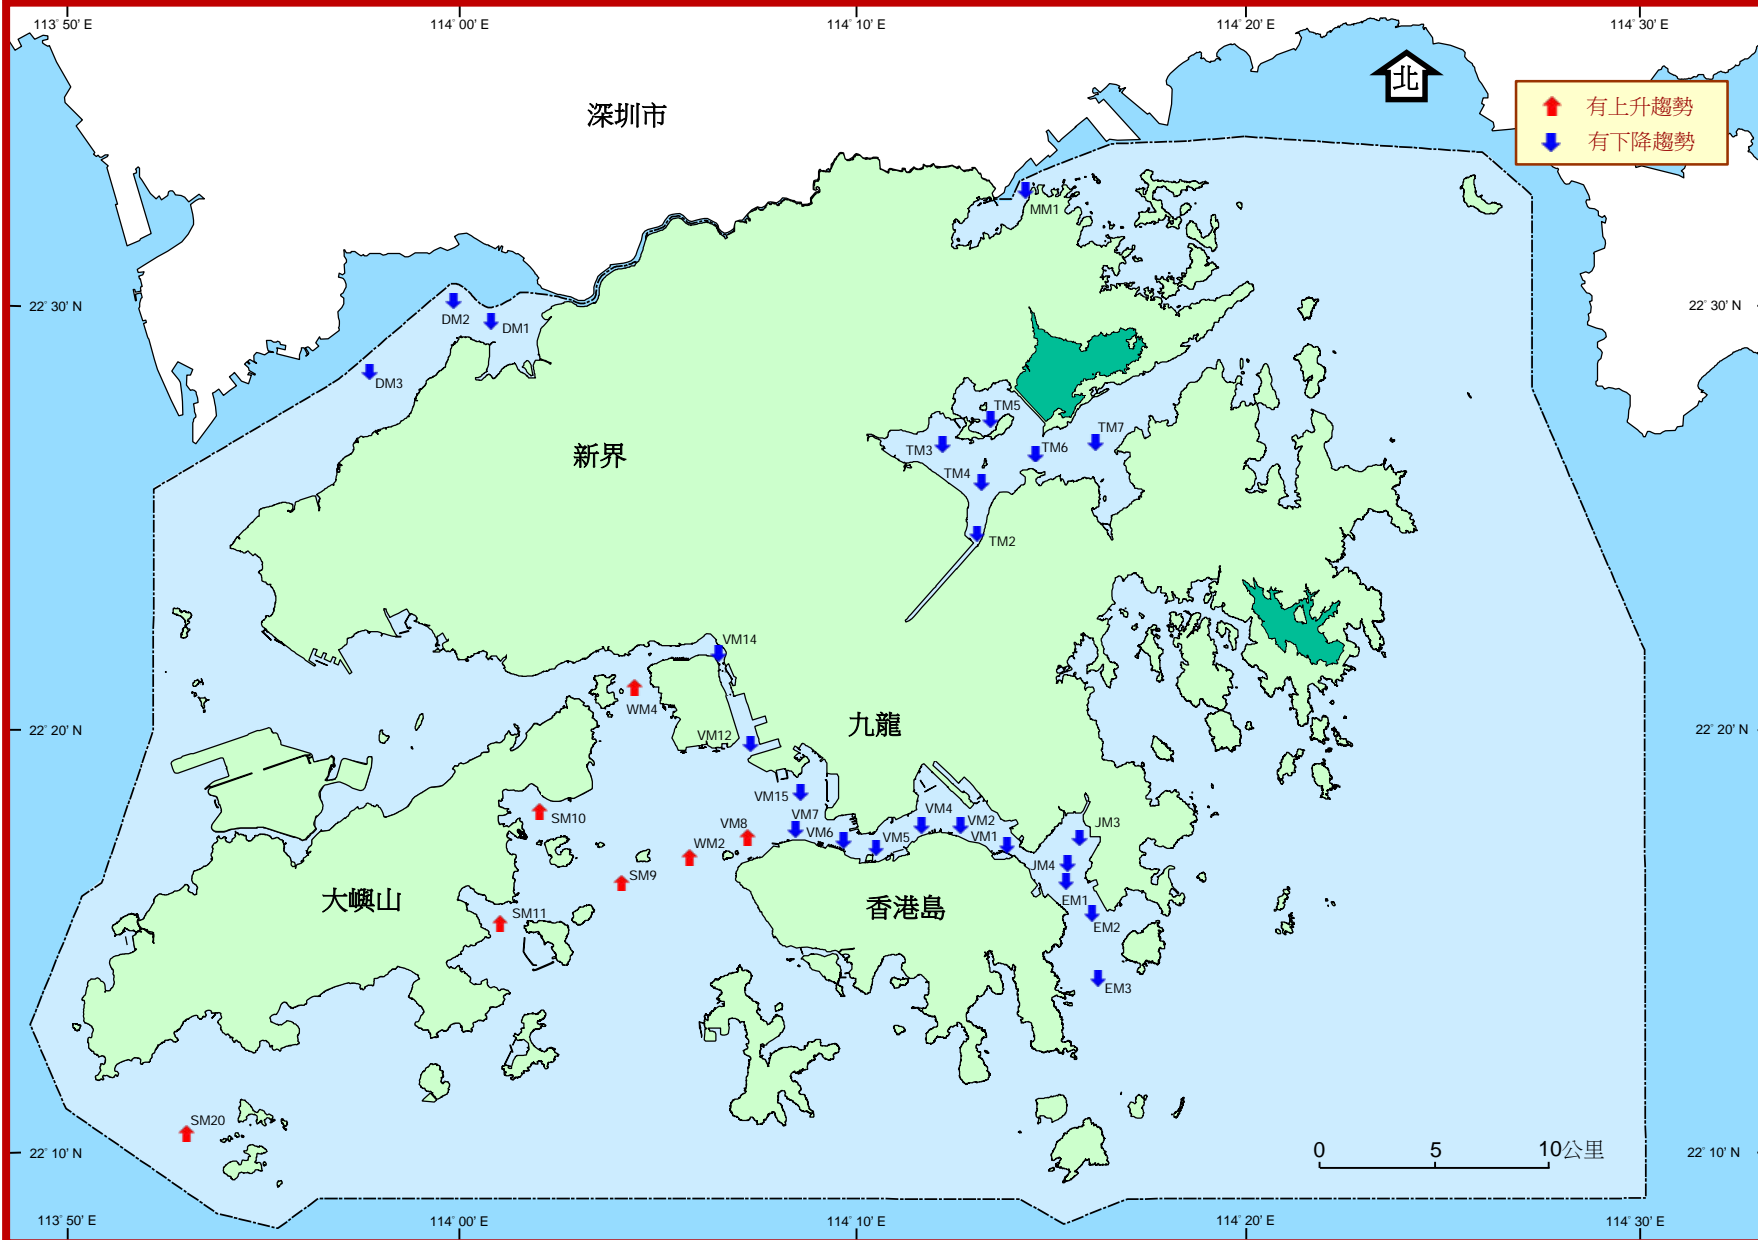 113° 50' E
114° 00' E
114° 10' E
114° 20' E
114° 30' E
北
有上升趨勢
有下降趨勢
深圳市
MM1
22° 30' N
22° 30' N
DM2
DM1
DM3
TM5
TM7
TM3
TM6
新界
TM4
TM2
VM14
WM4
九龍
22° 20' N
22° 20' N
VM12
VM15
SM10
VM8
VM7
VM4
VM2
JM3
VM6
VM5
VM1
WM2
JM4
SM9
EM1
大嶼山
香港島
SM11
EM2
EM3
SM20
22° 10' N
0 5 10公里
22° 10' N
113° 50' E
114° 00' E
114° 10' E
114° 20' E
114° 30' E